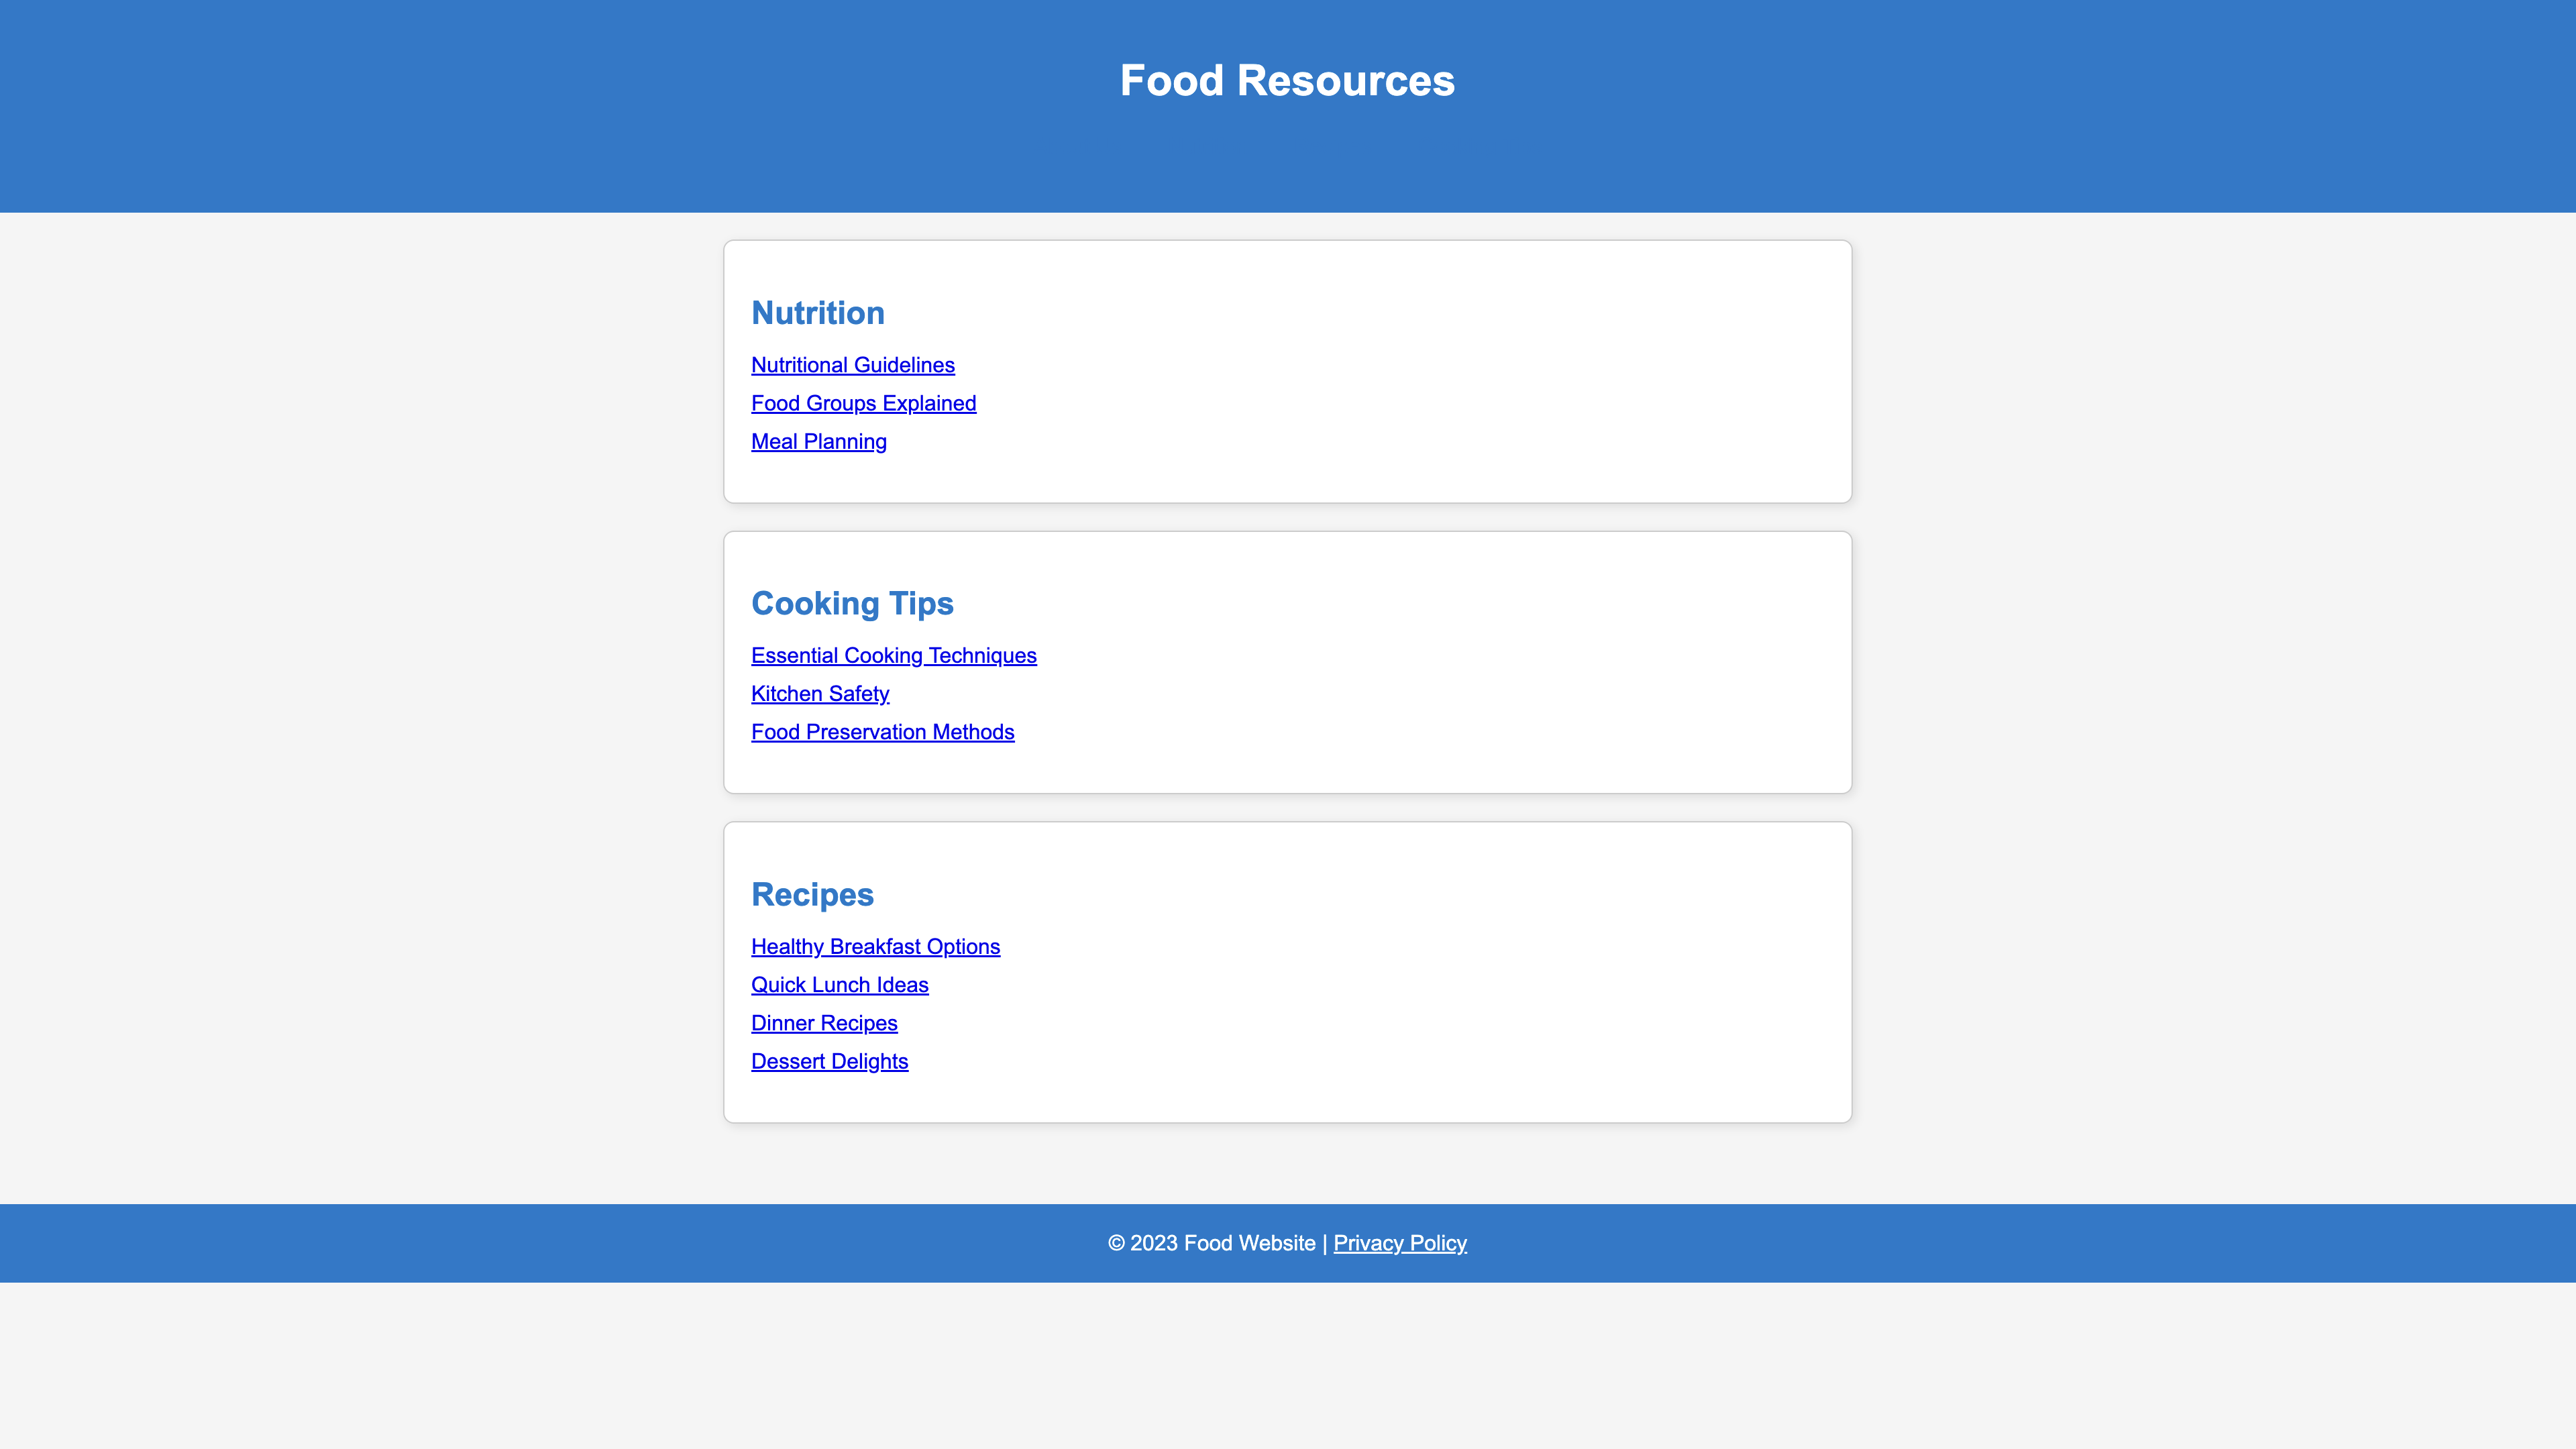 Food Resources
Nutrition
Nutritional Guidelines
Food Groups Explained
Meal Planning
Cooking Tips
Essential Cooking Techniques
Kitchen Safety
Food Preservation Methods
Recipes
Healthy Breakfast Options
Quick Lunch Ideas
Dinner Recipes
Dessert Delights
© 2023 Food Website | Privacy Policy